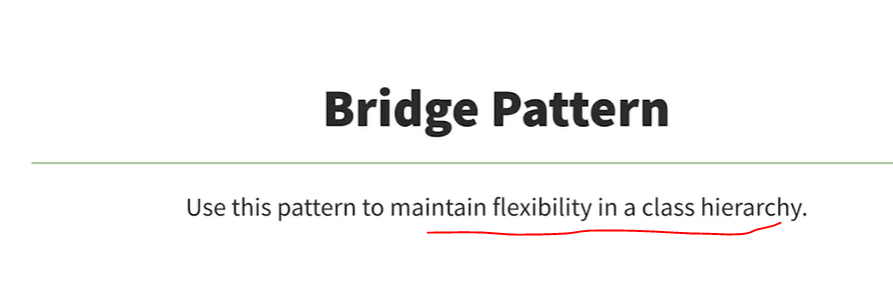 Bridge Pattern
Use this pattern to maintain flexibility in a class hierarchy.